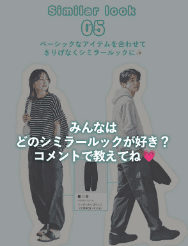 Similar look
05
ベーシックなアイテムを合わせて
さりげなくシミラールックに✨
みんなは
どのシミラールックが好き？
コメントで教えてね💗